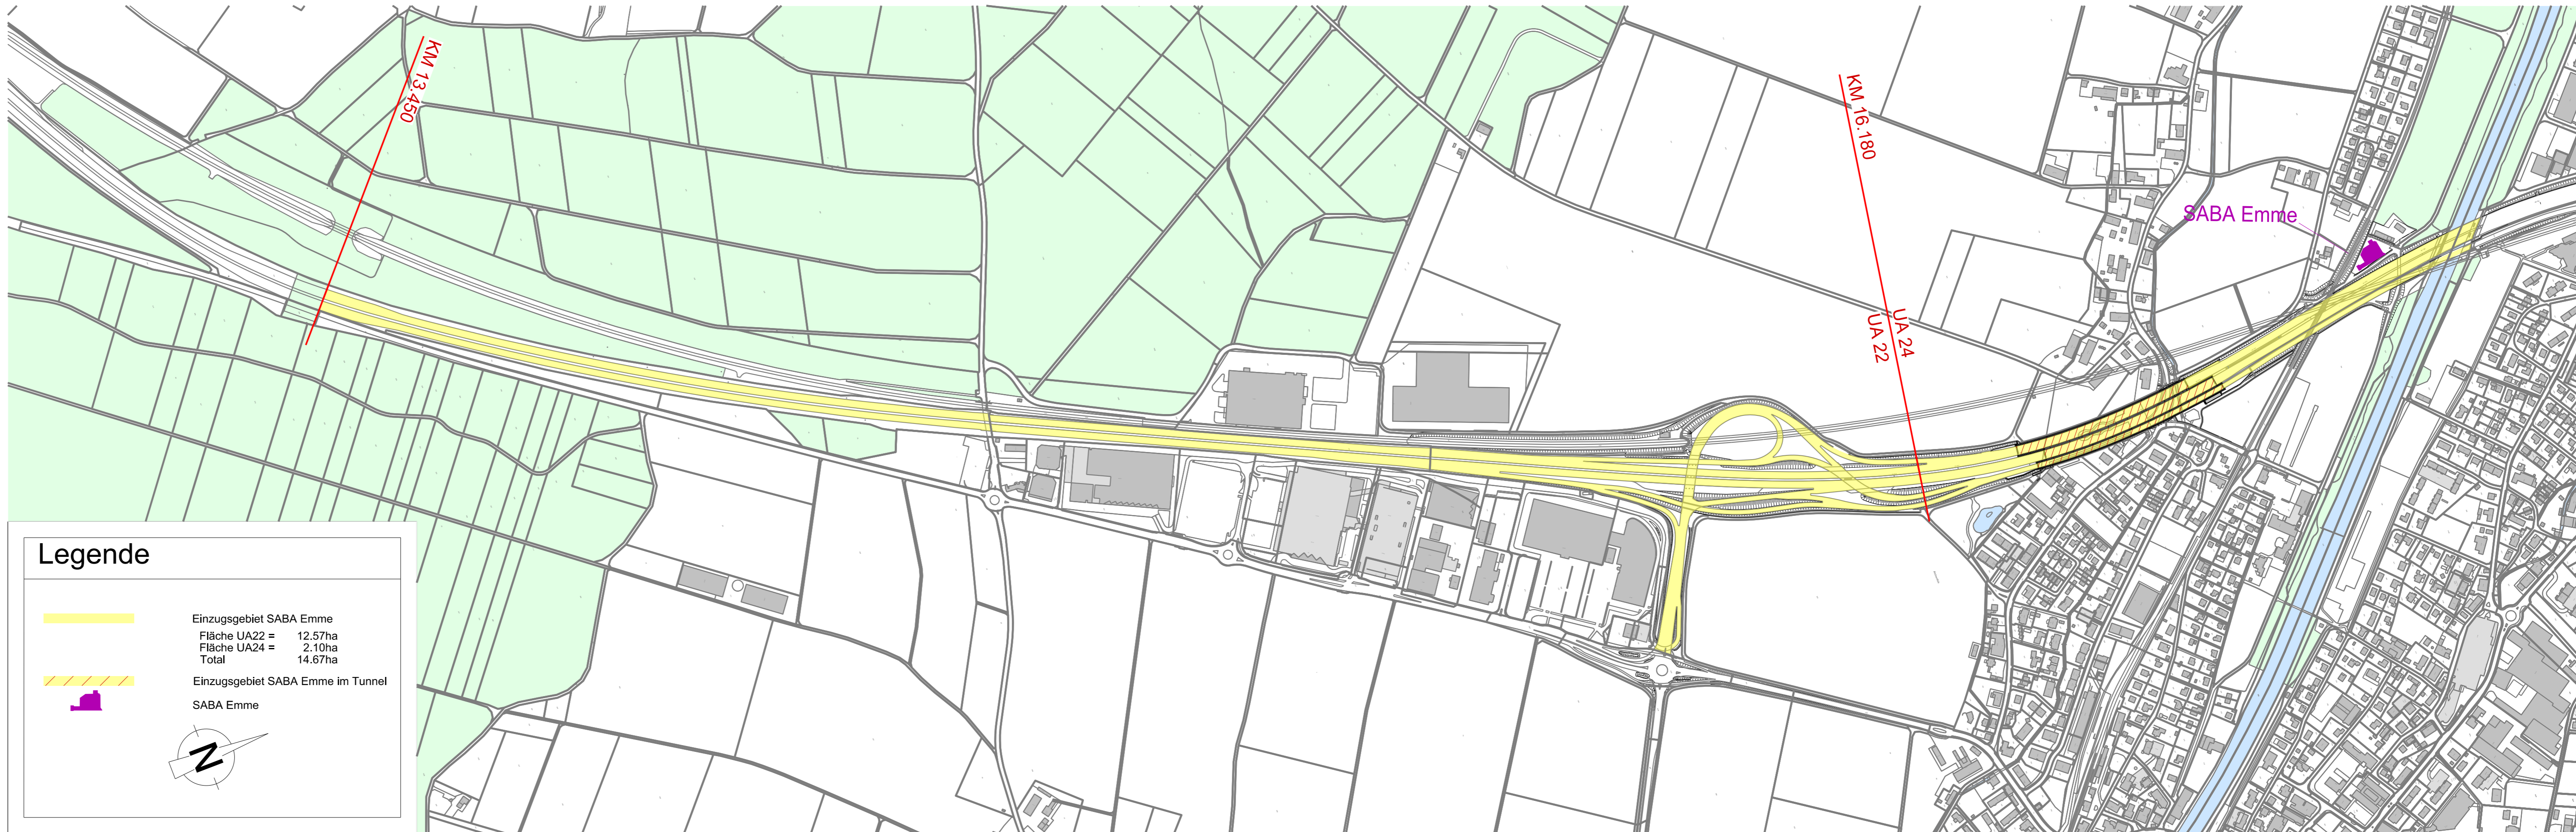 KM 13.450
KM 16.180
UA 24
UA 22
SABA Emme
Legende
Einzugsgebiet SABA Emme
Fläche UA22 = 12.57ha
Fläche UA24 = 2.10ha
Total 14.67ha
Einzugsgebiet SABA Emme im Tunnel
SABA Emme
N